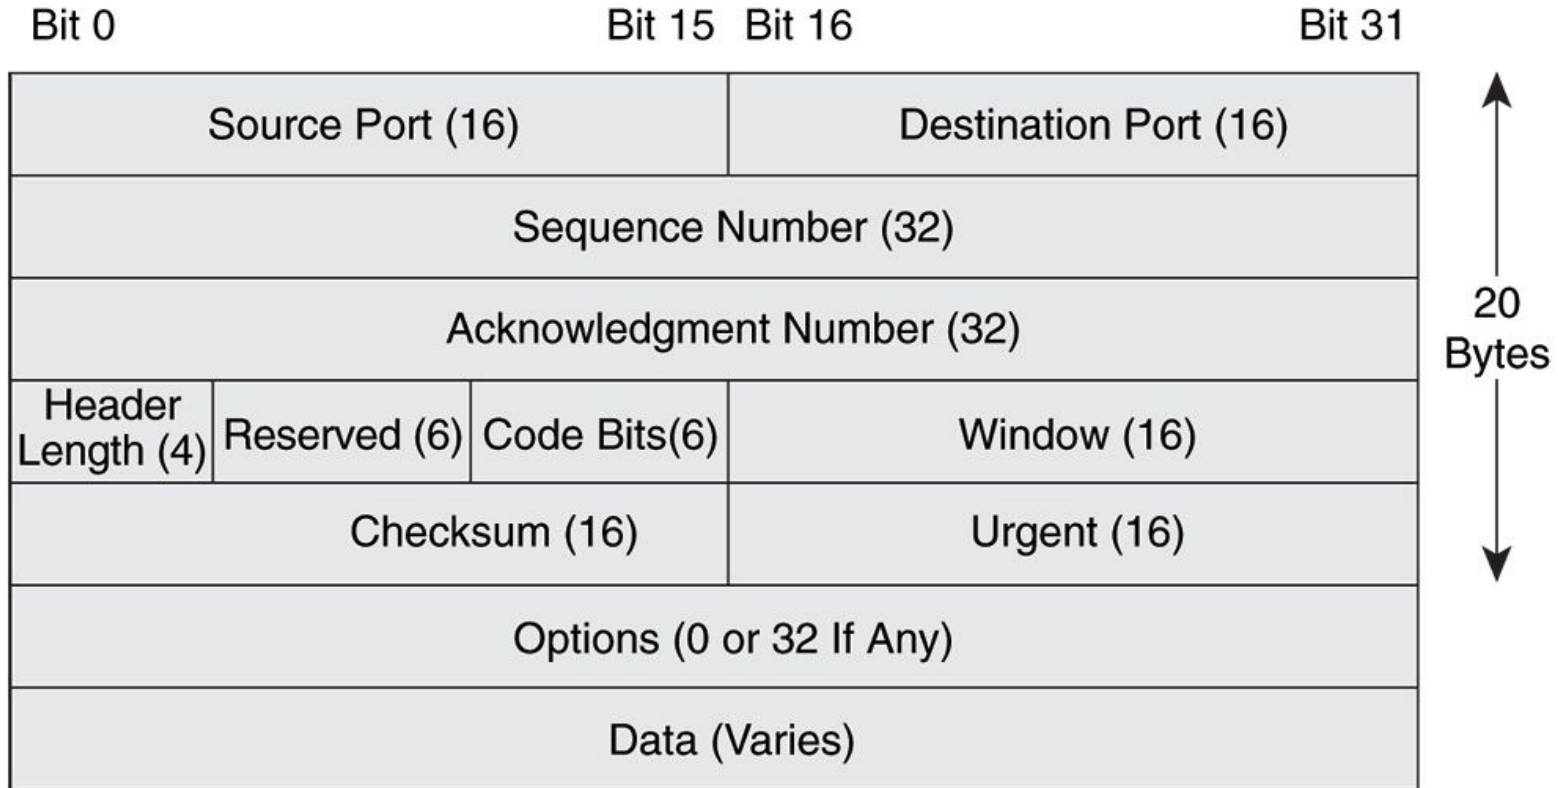 Bit 0
Bit 15
Bit 16
Bit 31
Source Port (16)
Destination Port (16)
Sequence Number (32)
Acknowledgment Number (32)
20
Bytes
Header
Length (4)
Reserved (6)
Code Bits(6)
Window (16)
Checksum (16)
Urgent (16)
Options (0 or 32 If Any)
Data (Varies)